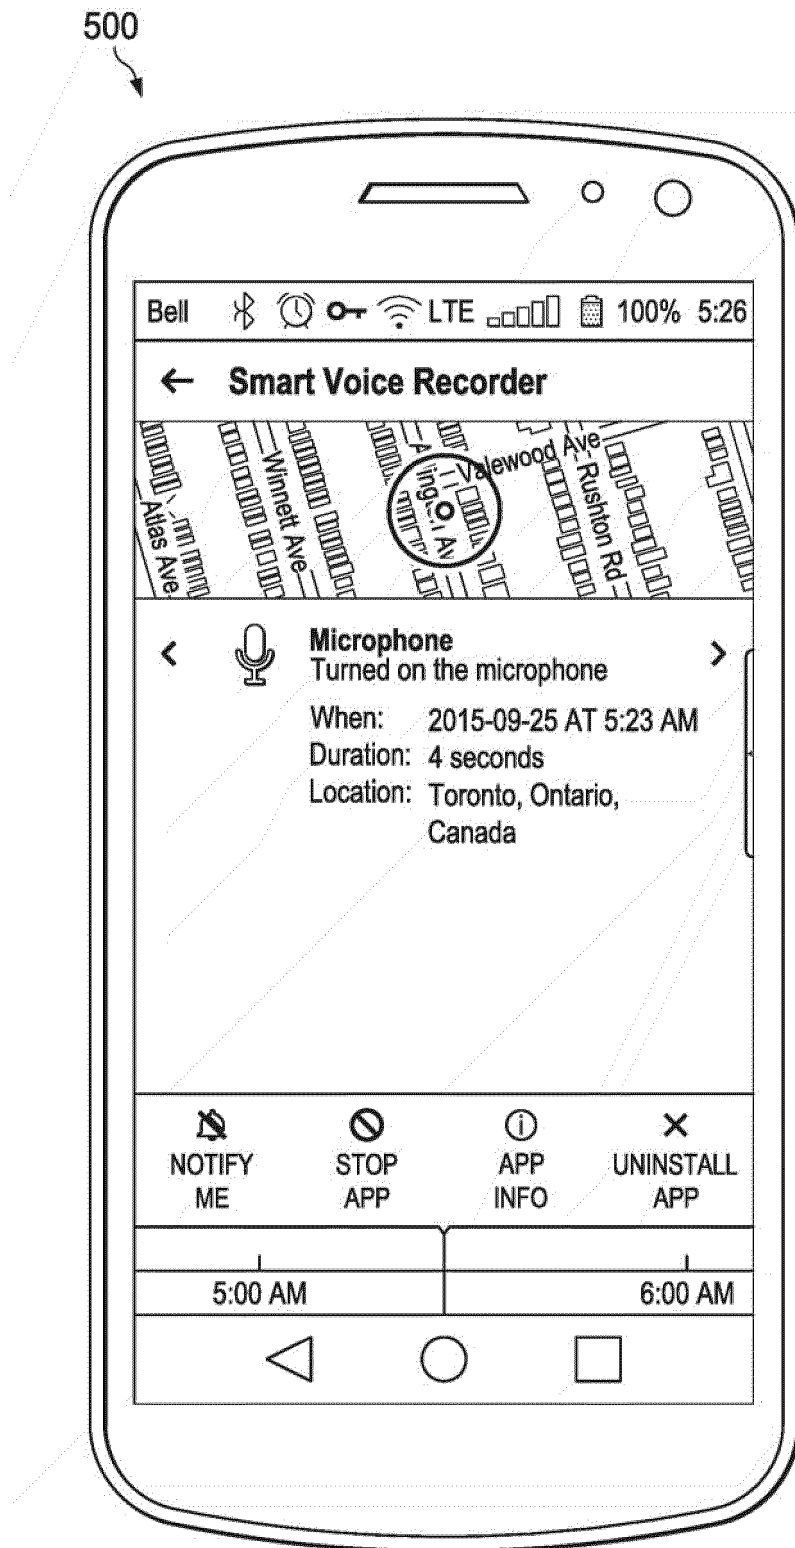 500
Bell LTE 100% 5:26
Smart Voice Recorder
Valewood Ave
Winnett Ave
Rushton Rd
Atlas Ave
Microphone
Turned on the microphone
When: 2015-09-25 AT 5:23 AM
Duration: 4 seconds
Location: Toronto, Ontario,
Canada
NOTIFY STOP APP UNINSTALL
ME APP INFO APP
5:00 AM 6:00 AM